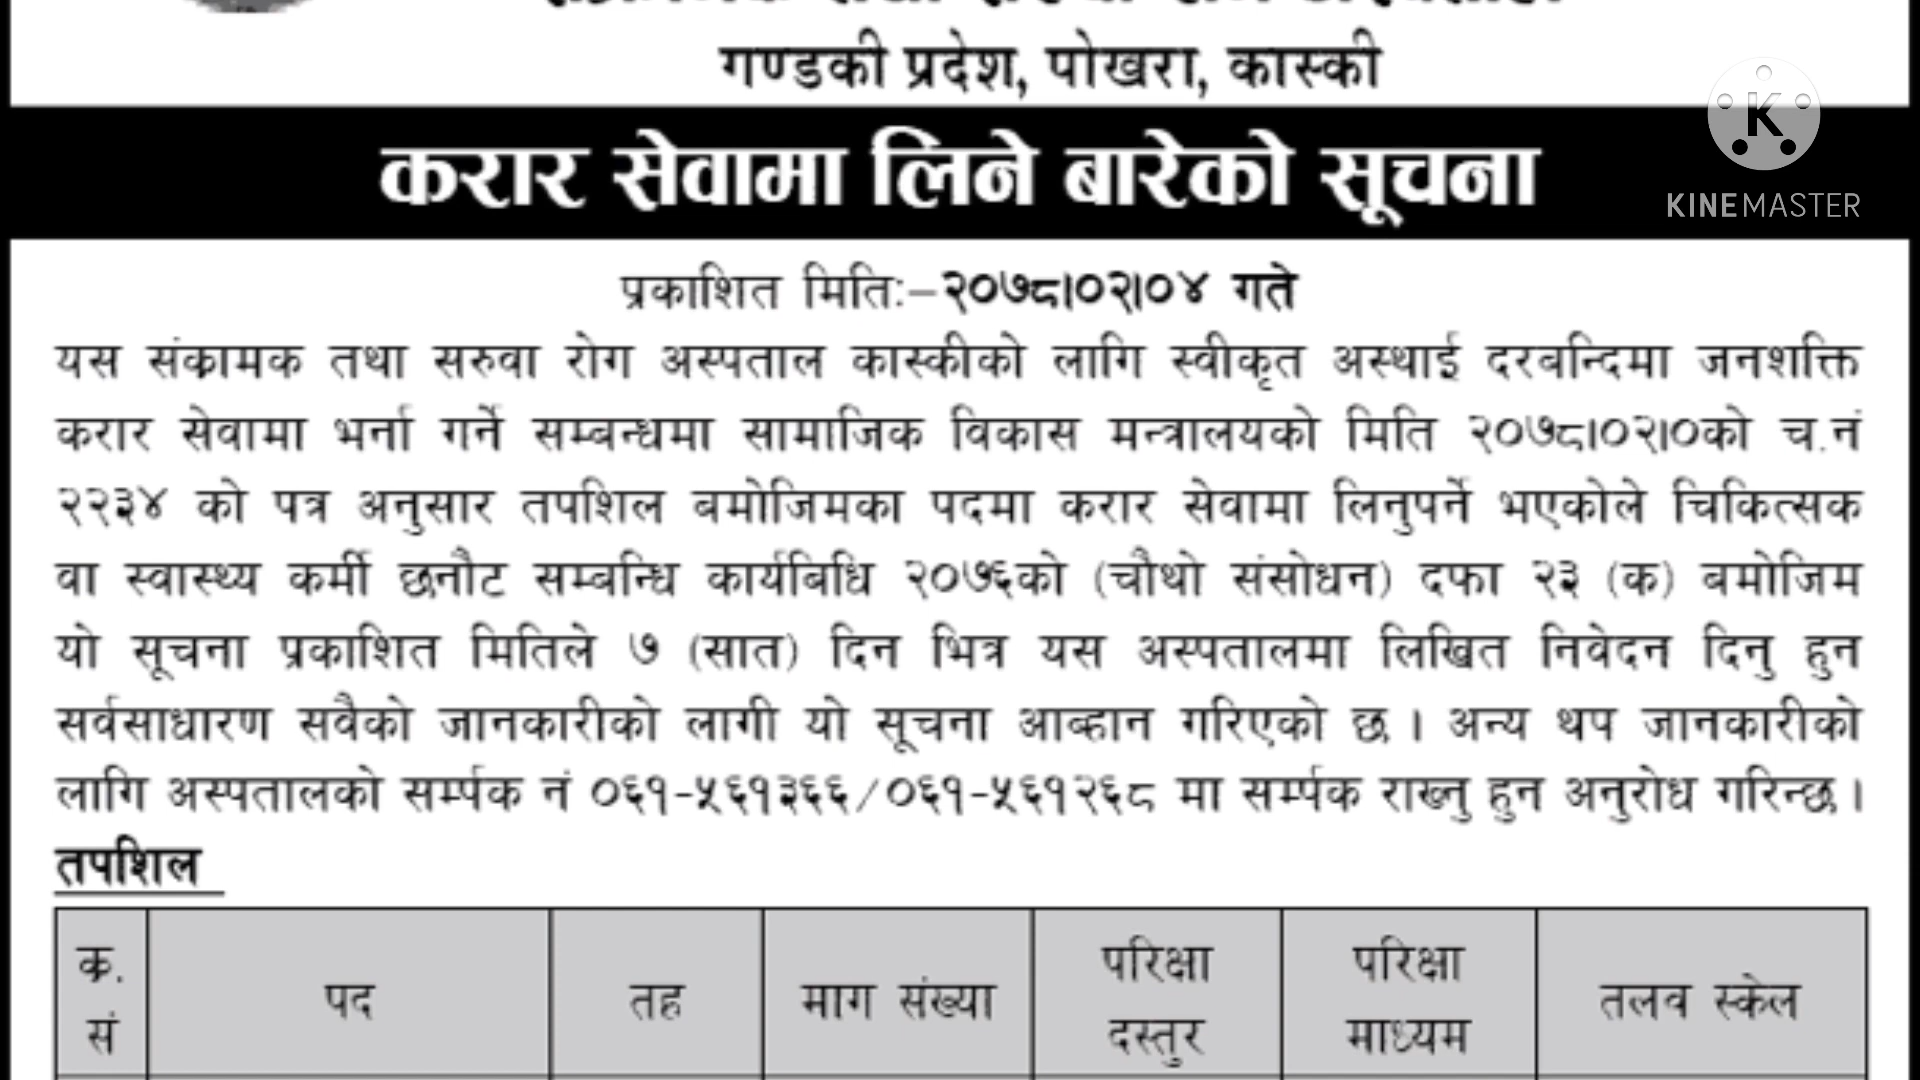 गण्डकी प्रदेश, पोखरा, कास्की
करार सेवामा लिने बारेको सूचना
K
KINEMASTER
प्रकाशित मितिः–२०७८।०२।०४ गते
यस संक्रामक तथा सरुवा रोग अस्पताल कास्कीको लागि स्वीकृत अस्थाई दरबन्दिमा जनशक्ति
करार सेवामा भर्ना गर्ने सम्बन्धमा सामाजिक विकास मन्त्रालयको मिति २०७८।०२।०को च.नं
२२३४ को पत्र अनुसार तपशिल बमोजिमका पदमा करार सेवामा लिनुपर्ने भएकोले चिकित्सक
वा स्वास्थ्य कर्मी छनौट सम्बन्धि कार्यबिधि २०७६को (चौथो संसोधन) दफा २३ (क) बमोजिम
यो सूचना प्रकाशित मितिले ७ (सात) दिन भित्र यस अस्पतालमा लिखित निवेदन दिनु हुन
सर्वसाधारण सवैको जानकारीको लागी यो सूचना आब्हान गरिएको छ । अन्य थप जानकारीको
लागि अस्पतालको सर्म्पक नं ०६१-५६१३६६/०६१-५६१२६८ मा सर्म्पक राख्नु हुन अनुरोध गरिन्छ ।
तपशिल
क्र.
सं
पद
तह
माग संख्या
परिक्षा
दस्तुर
परिक्षा
माध्यम
तलव स्केल